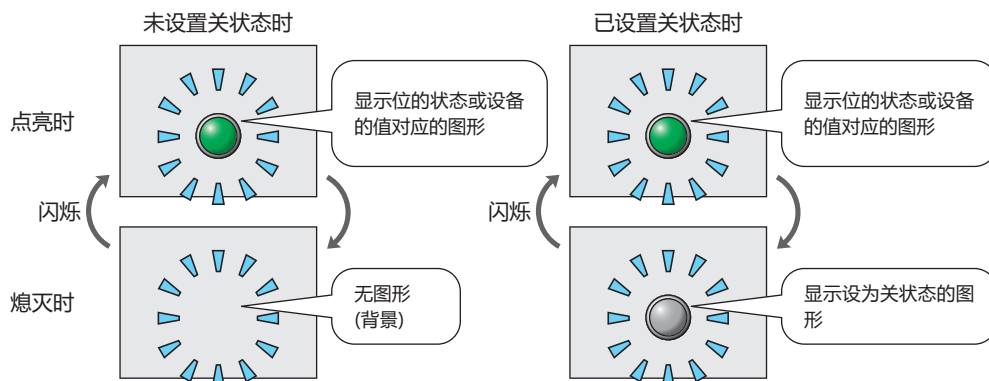 未设置关状态时
已设置关状态时
点亮时
显示位的状态或设备
的值对应的图形
显示位的状态或设备
的值对应的图形
闪烁
闪烁
熄灭时
无图形
(背景)
显示设为关状态的图
形